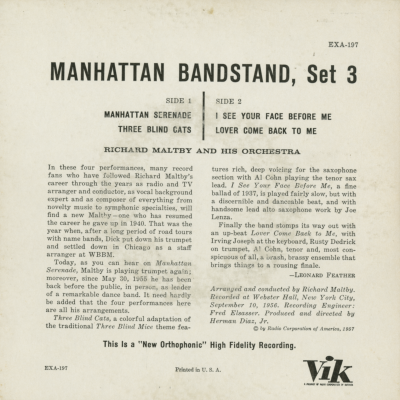 EXA-197
MANHATTAN BANDSTAND, Set 3
SIDE 1
MANHATTAN SERENADE
THREE BLIND CATS
SIDE 2
I SEE YOUR FACE BEFORE ME
LOVER COME BACK TO ME
RICHARD MALTBY AND HIS ORCHESTRA
In these four performances, many record
fans who have followed Richard Maltby's
career through the years as radio and TV
arranger and conductor, as vocal background
expert and as composer of everything from
novelty music to symphonic specialties, will
find a new Maltby—one who has resumed
the career he gave up in 1940. That was the
year when, after a long period of road tours
with name bands, Dick put down his trumpet
and settled down in Chicago as a staff
arranger at WBBM.
Today, as you can hear on Manhattan
Serenade, Maltby is playing trumpet again;
moreover, since May 30, 1955 he has been
back before the public, in person, as leader
of a remarkable dance band. It need hardly
be added that the four performances here
are all his arrangements.
Three Blind Cats, a colorful adaptation of
the traditional Three Blind Mice theme fea-
tures rich, deep voicing for the saxophone
section with Al Cohn playing the tenor sax
lead, I See Your Face Before Me, a fine
ballad of 1937, is played fairly slow, but with
a discernible and danceable beat, and with
handsome lead alto saxophone work by Joe
Lenza.
Finally the band stomps its way out with
an up-beat Lover Come Back to Me, with
Irving Joseph at the keyboard, Rusty Dedrick
on trumpet, Al Cohn, tenor and, most con-
spicuous of all, a loud, brassy ensemble that
brings things to a rousing finale.
—LEONARD FEATHER
Arranged and conducted by Richard Maltby.
Recorded at Webster Hall, New York City,
September 10, 1956. Recording Engineer:
Fred Elsasser. Produced and directed by
Herman Diaz, Jr.
© by Radio Corporation of America, 1957
This Is a "New Orthophonic" High Fidelity Recording.
Vik
A PRODUCT OF RADIO CORPORATION OF AMERICA
EXA-197
Printed in U. S. A.